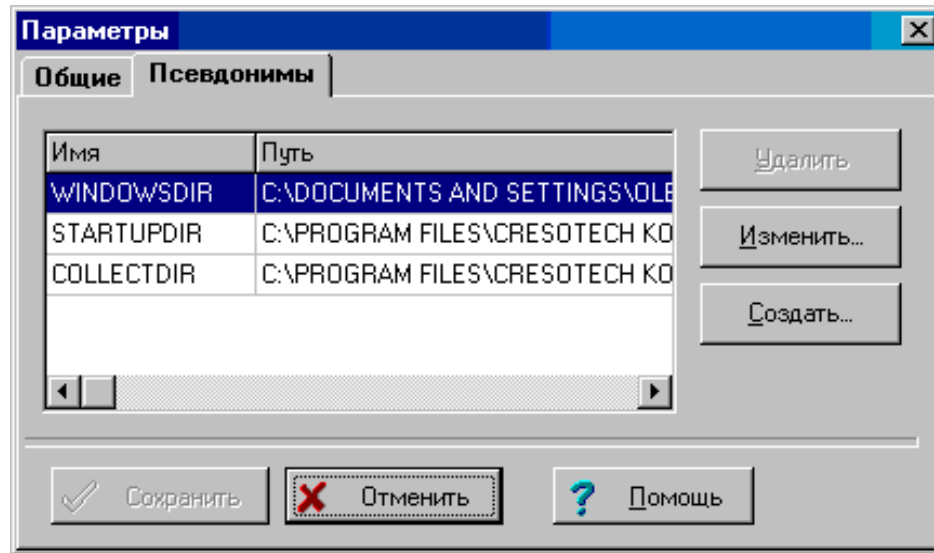 Параметры
Общие Псевдонимы
Имя Путь
WINDOWSDIR C:\DOCUMENTS AND SETTINGS\OLE
STARTUPDIR C:\PROGRAM FILES\CRESOTECH KO
COLLECTDIR C:\PROGRAM FILES\CRESOTECH KO
Удалить
Изменить...
Создать...
Сохранить Отменить Помощь